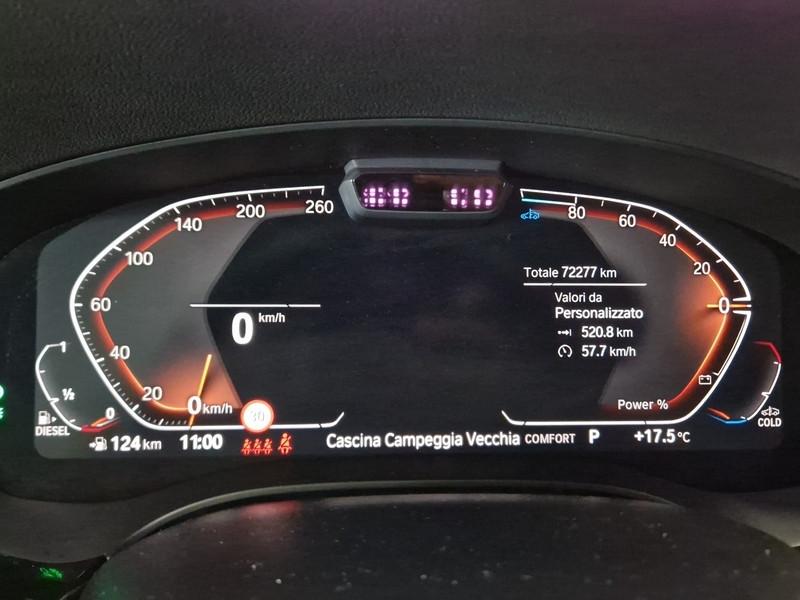 260
200
140
100
60
40
20
0 km/h
0 km/h
1
½
0
DIESEL
124 km
11:00
30
80
60
40
20
0
Totale 72277 km
Valori da
Personalizzato
520.8 km
57.7 km/h
Power %
COLD
Cascina Campeggia Vecchia COMFORT P +17.5 °C